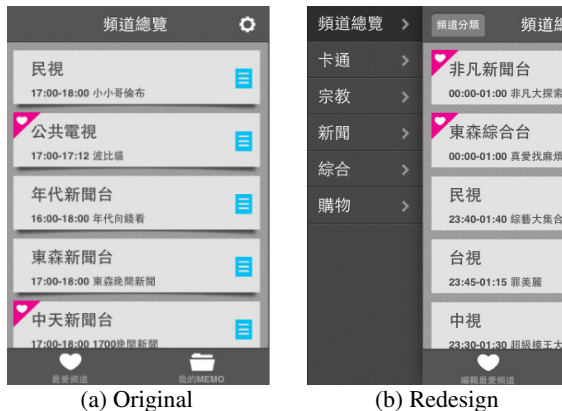 頻道總覽
民視
17:00-18:00 小小哥倫布
公共電視
17:00-17:12 波比貓
年代新聞台
16:00-18:00 年代向錢看
東森新聞台
17:00-18:00 東森晚間新聞
中天新聞台
17:00-18:00 1700晚間新聞
最愛頻道 我的MEMO
(a) Original
頻道總覽
卡通
宗教
新聞
綜合
購物
頻道分類 頻道總
非凡新聞台
00:00-01:00 非凡大探索
東森綜合台
00:00-01:00 真愛找麻煩
民視
23:40-01:40 綜藝大集合
台視
23:45-01:15 罪美麗
中視
23:30-01:30 超級模王大
編輯最愛頻道
(b) Redesign